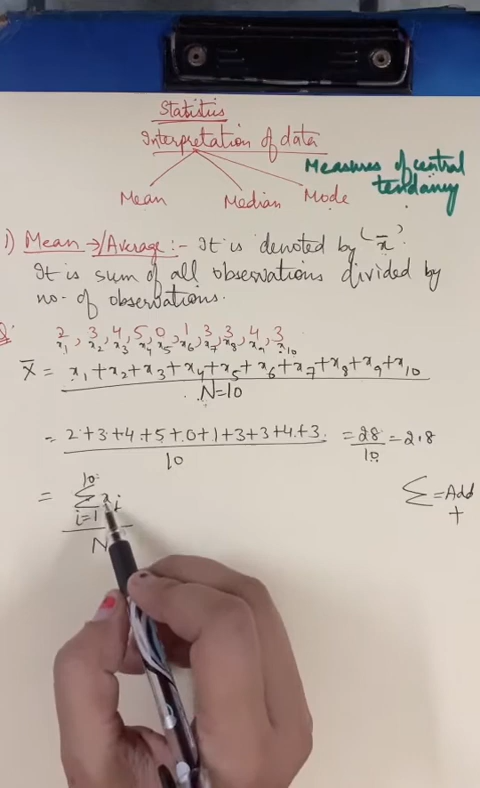 Statistics
Interpretation of data
Measures of central
tendancy
Mean Median Mode
1) Mean → /Average :- It is denoted by (x̄).
It is sum of all observations divided by
no. of observations.
Q: 2, 3, 4, 5, 0, 1, 3, 3, 4, 3
x₁ x₂ x₃ x₄ x₅ x₆ x₇ x₈ x₉ x₁₀
X̄ = x₁ + x₂ + x₃ + x₄ + x₅ + x₆ + x₇ + x₈ + x₉ + x₁₀
N=10
= 2+3+4+5+0+1+3+3+4+3 = 28 = 2.8
10 10
10
= Σ xᵢ Σ = Add
i=1 +
N